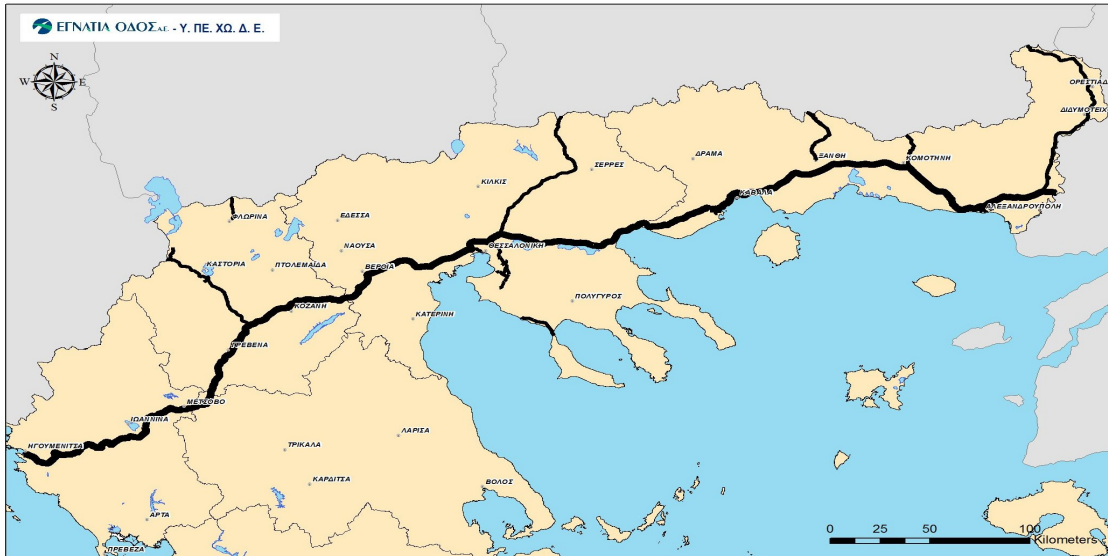 ΕΓΝΑΤΙΑ ΟΔΟΣ Α.Ε. - Υ. ΠΕ. ΧΩ. Δ. Ε.
N
W E
S
ΟΡΕΣΤΙΑΔ
ΔΙΔΥΜΟΤΕΙΧ
ΞΑΝΘΗ
ΚΟΜΟΤΗΝΗ
ΔΡΑΜΑ
ΣΕΡΡΕΣ
ΚΙΛΚΙΣ
ΚΑΒΑΛΑ
ΑΛΕΞΑΝΔΡΟΥΠΟΛΗ
ΦΛΩΡΙΝΑ
ΕΔΕΣΣΑ
ΝΑΟΥΣΑ
ΘΕΣΣΑΛΟΝΙΚΗ
ΚΑΣΤΟΡΙΑ
ΠΤΟΛΕΜΑΙΔΑ
ΒΕΡΟΙΑ
ΠΟΛΥΓΥΡΟΣ
ΚΟΖΑΝΗ
ΚΑΤΕΡΙΝΗ
ΓΡΕΒΕΝΑ
ΜΕΤΣΟΒΟ
ΙΩΑΝΝΙΝΑ
ΗΓΟΥΜΕΝΙΤΣΑ
ΤΡΙΚΑΛΑ
ΛΑΡΙΣΑ
ΚΑΡΔΙΤΣΑ
ΒΟΛΟΣ
ΑΡΤΑ
ΠΡΕΒΕΖΑ
0 25 50 100
Kilometers